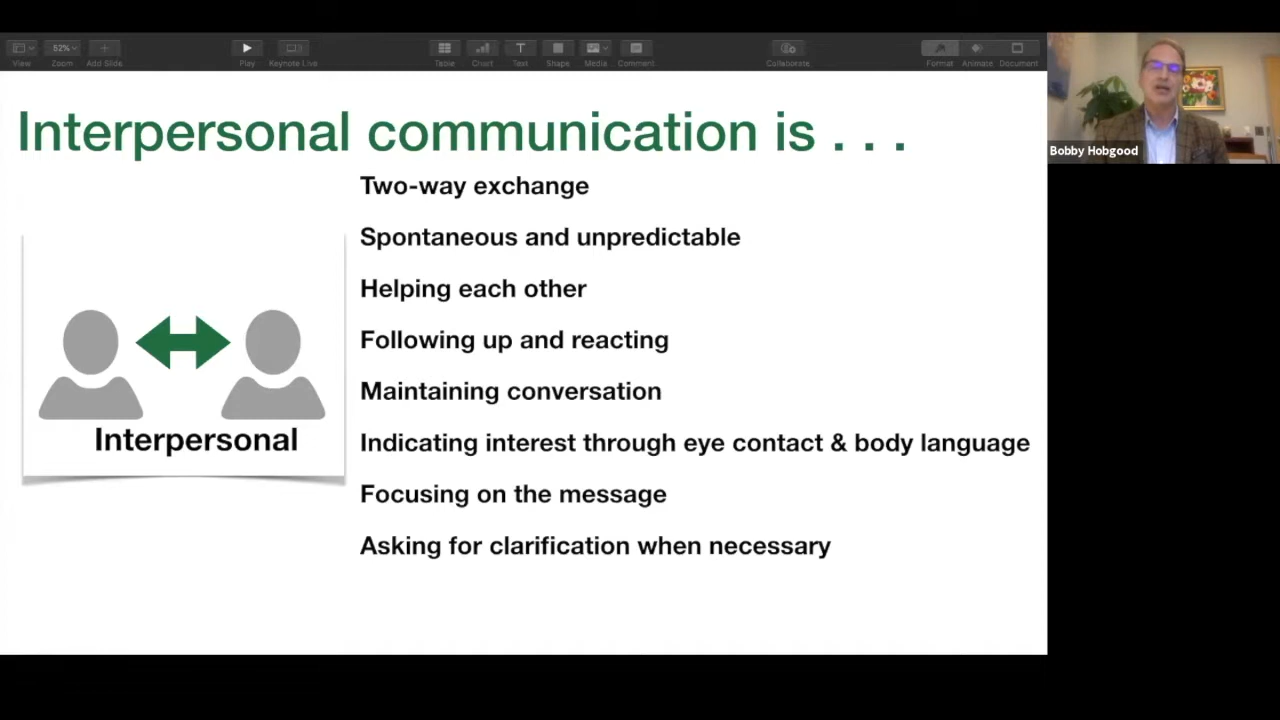 View
52%
Zoom
Add Slide
Play
Keynote Live
Table
Chart
Text
Shape
Media
Comment
Collaborate
Format
Animate
Document
Interpersonal communication is . . .
Two-way exchange
Spontaneous and unpredictable
Helping each other
Following up and reacting
Maintaining conversation
Indicating interest through eye contact & body language
Focusing on the message
Asking for clarification when necessary
Interpersonal
Bobby Hobgood